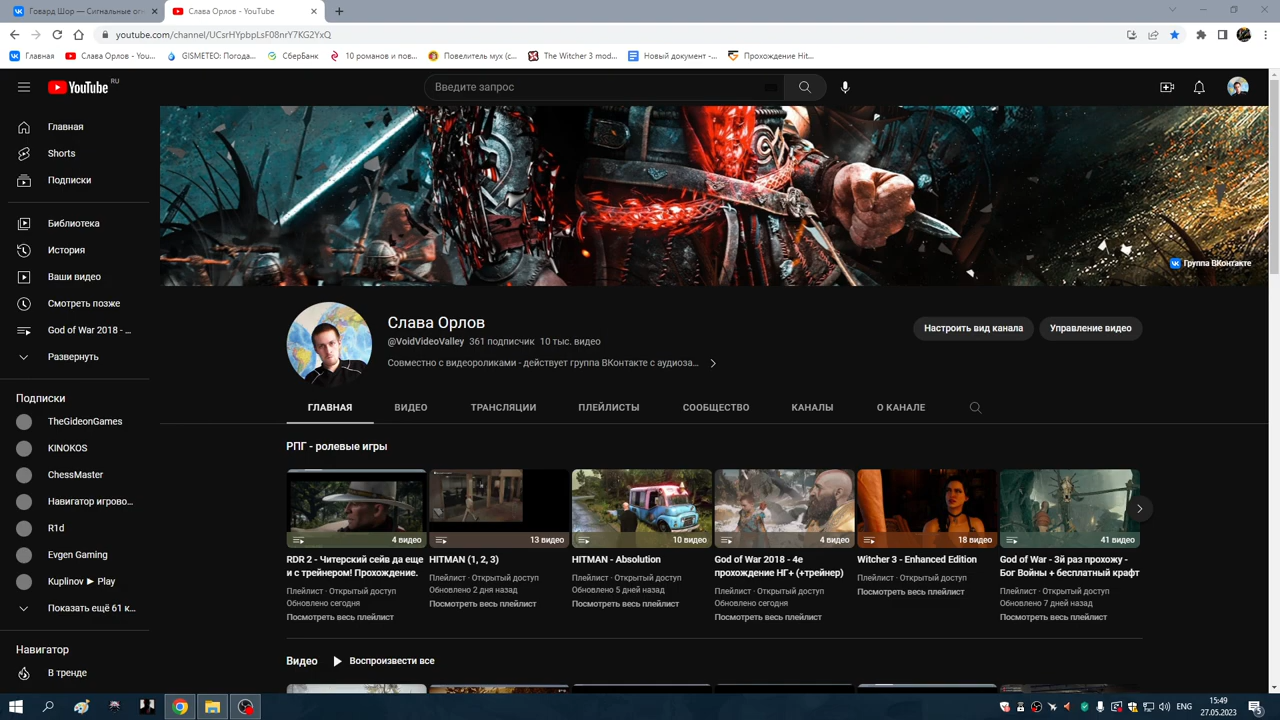 Говард Шор — Сигнальные ог
Слава Орлов - YouTube
youtube.com/channel/UCsrHYpbpLsF08nrY7KG2YxQ
Главная
Слава Орлов - You...
GISMETEO: Погода...
СберБанк
10 романов и пов...
Повелитель мух (с...
The Witcher 3 mod...
Новый документ -...
Прохождение Hit...
YouTube
RU
Введите запрос
Главная
Shorts
Подписки
Библиотека
История
Ваши видео
Смотреть позже
God of War 2018 - ...
Развернуть
Подписки
TheGideonGames
KINOKOS
ChessMaster
Навигатор игрово...
R1d
Evgen Gaming
Kuplinov ► Play
Показать ещё 61 к...
Навигатор
В тренде
Группа ВКонтакте
Слава Орлов
@VoidVideoValley 361 подписчик 10 тыс. видео
Совместно с видеороликами - действует группа ВКонтакте с аудиоза...
Настроить вид канала
Управление видео
ГЛАВНАЯ
ВИДЕО
ТРАНСЛЯЦИИ
ПЛЕЙЛИСТЫ
СООБЩЕСТВО
КАНАЛЫ
О КАНАЛЕ
РПГ - ролевые игры
4 видео
RDR 2 - Читерский сейв да еще
и с трейнером! Прохождение.
Плейлист · Открытый доступ
Обновлено сегодня
Посмотреть весь плейлист
13 видео
HITMAN (1, 2, 3)
Плейлист · Открытый доступ
Обновлено 2 дня назад
Посмотреть весь плейлист
10 видео
HITMAN - Absolution
Плейлист · Открытый доступ
Обновлено 5 дней назад
Посмотреть весь плейлист
4 видео
God of War 2018 - 4е
прохождение НГ+ (+трейнер)
Плейлист · Открытый доступ
Обновлено сегодня
Посмотреть весь плейлист
18 видео
Witcher 3 - Enhanced Edition
Плейлист · Открытый доступ
Посмотреть весь плейлист
41 видео
God of War - 3й раз прохожу -
Бог Войны + бесплатный крафт
Плейлист · Открытый доступ
Обновлено 7 дней назад
Посмотреть весь плейлист
Видео
Воспроизвести все
ENG
15:49
27.05.2023
5